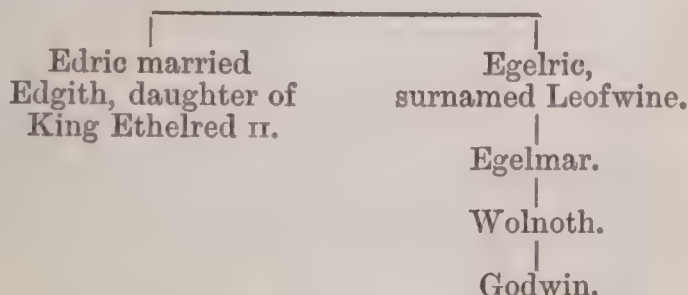 Edric married
Edgith, daughter of
King Ethelred II.
Egelric,
surnamed Leofwine.
Egelmar.
Wolnoth.
Godwin.